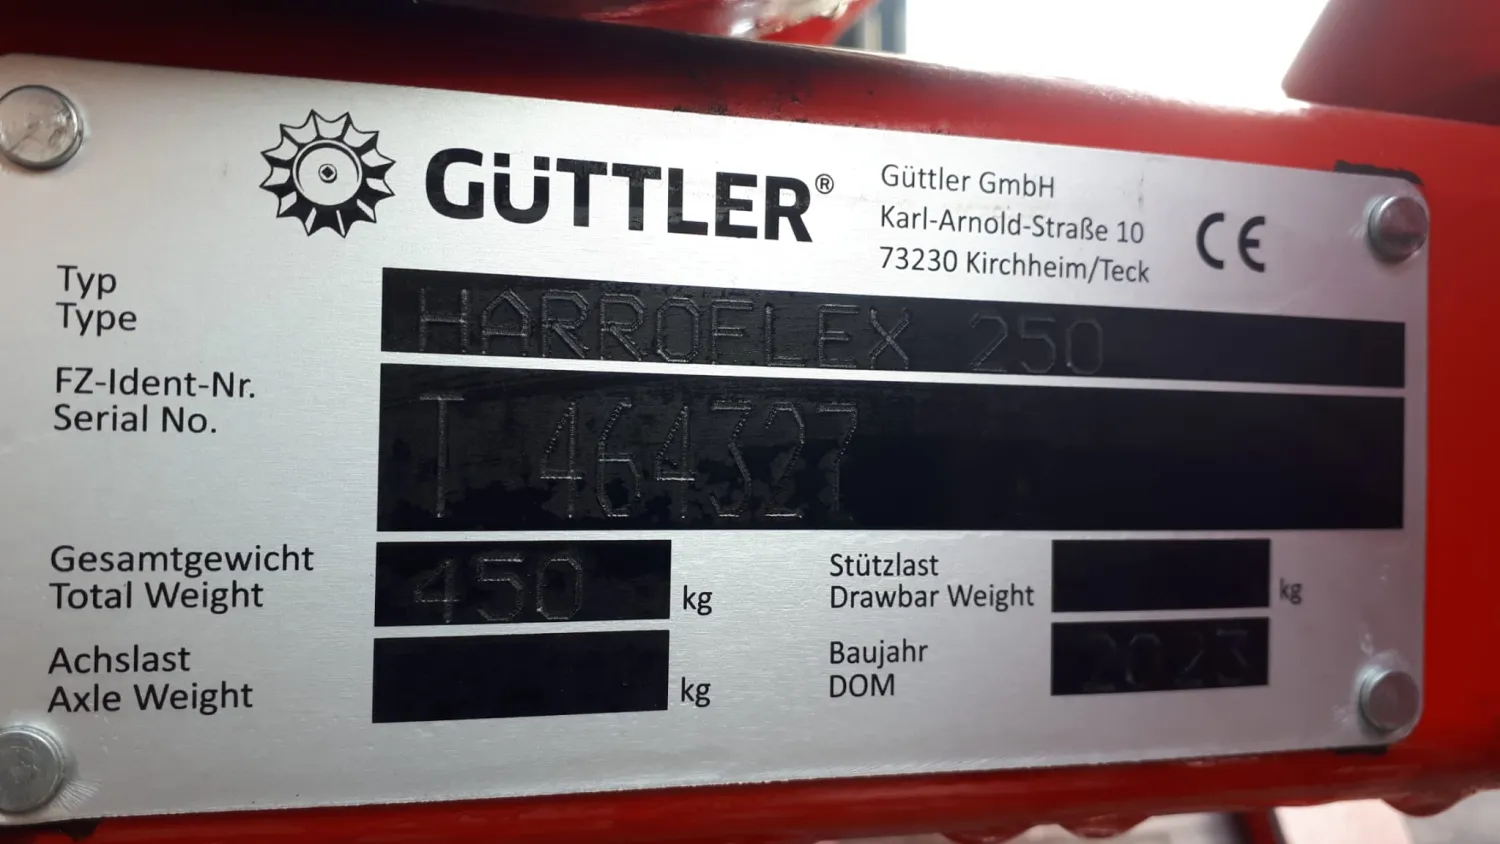 GÜTTLER®
Güttler GmbH
Karl-Arnold-Straße 10
73230 Kirchheim/Teck
CE
Typ
Type
HARROFLEX 250
FZ-Ident-Nr.
Serial No.
T 464327
Gesamtgewicht
Total Weight
450 kg
Stützlast
Drawbar Weight
kg
Achslast
Axle Weight
kg
Baujahr
DOM
2023